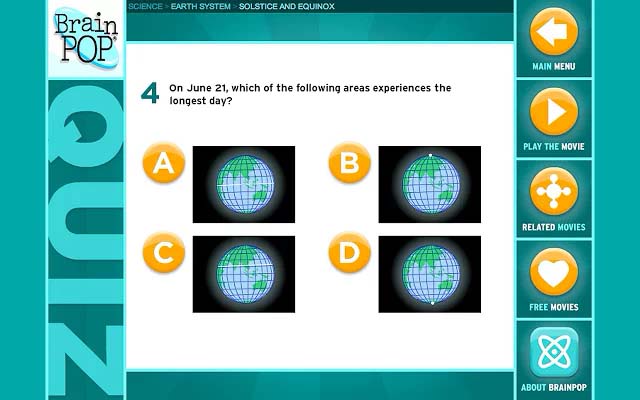 SCIENCE > EARTH SYSTEM > SOLSTICE AND EQUINOX
Brain
POP®
QUIZ
4 On June 21, which of the following areas experiences the
longest day?
A
B
C
D
MAIN MENU
PLAY THE MOVIE
RELATED MOVIES
FREE MOVIES
ABOUT BRAINPOP